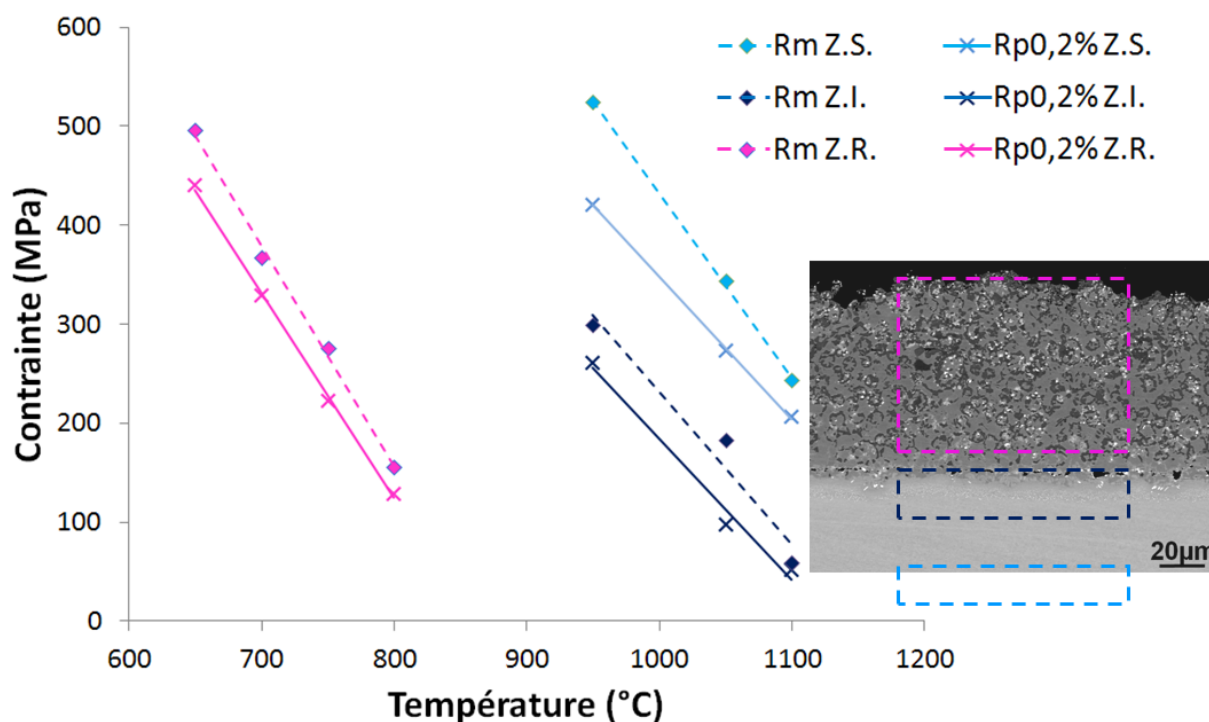 600
500
400
300
200
100
0
Contrainte (MPa)
Rm Z.S.
Rp0,2% Z.S.
Rm Z.I.
Rp0,2% Z.I.
Rm Z.R.
Rp0,2% Z.R.
20µm
600
700
800
900
1000
1100
1200
Température (°C)